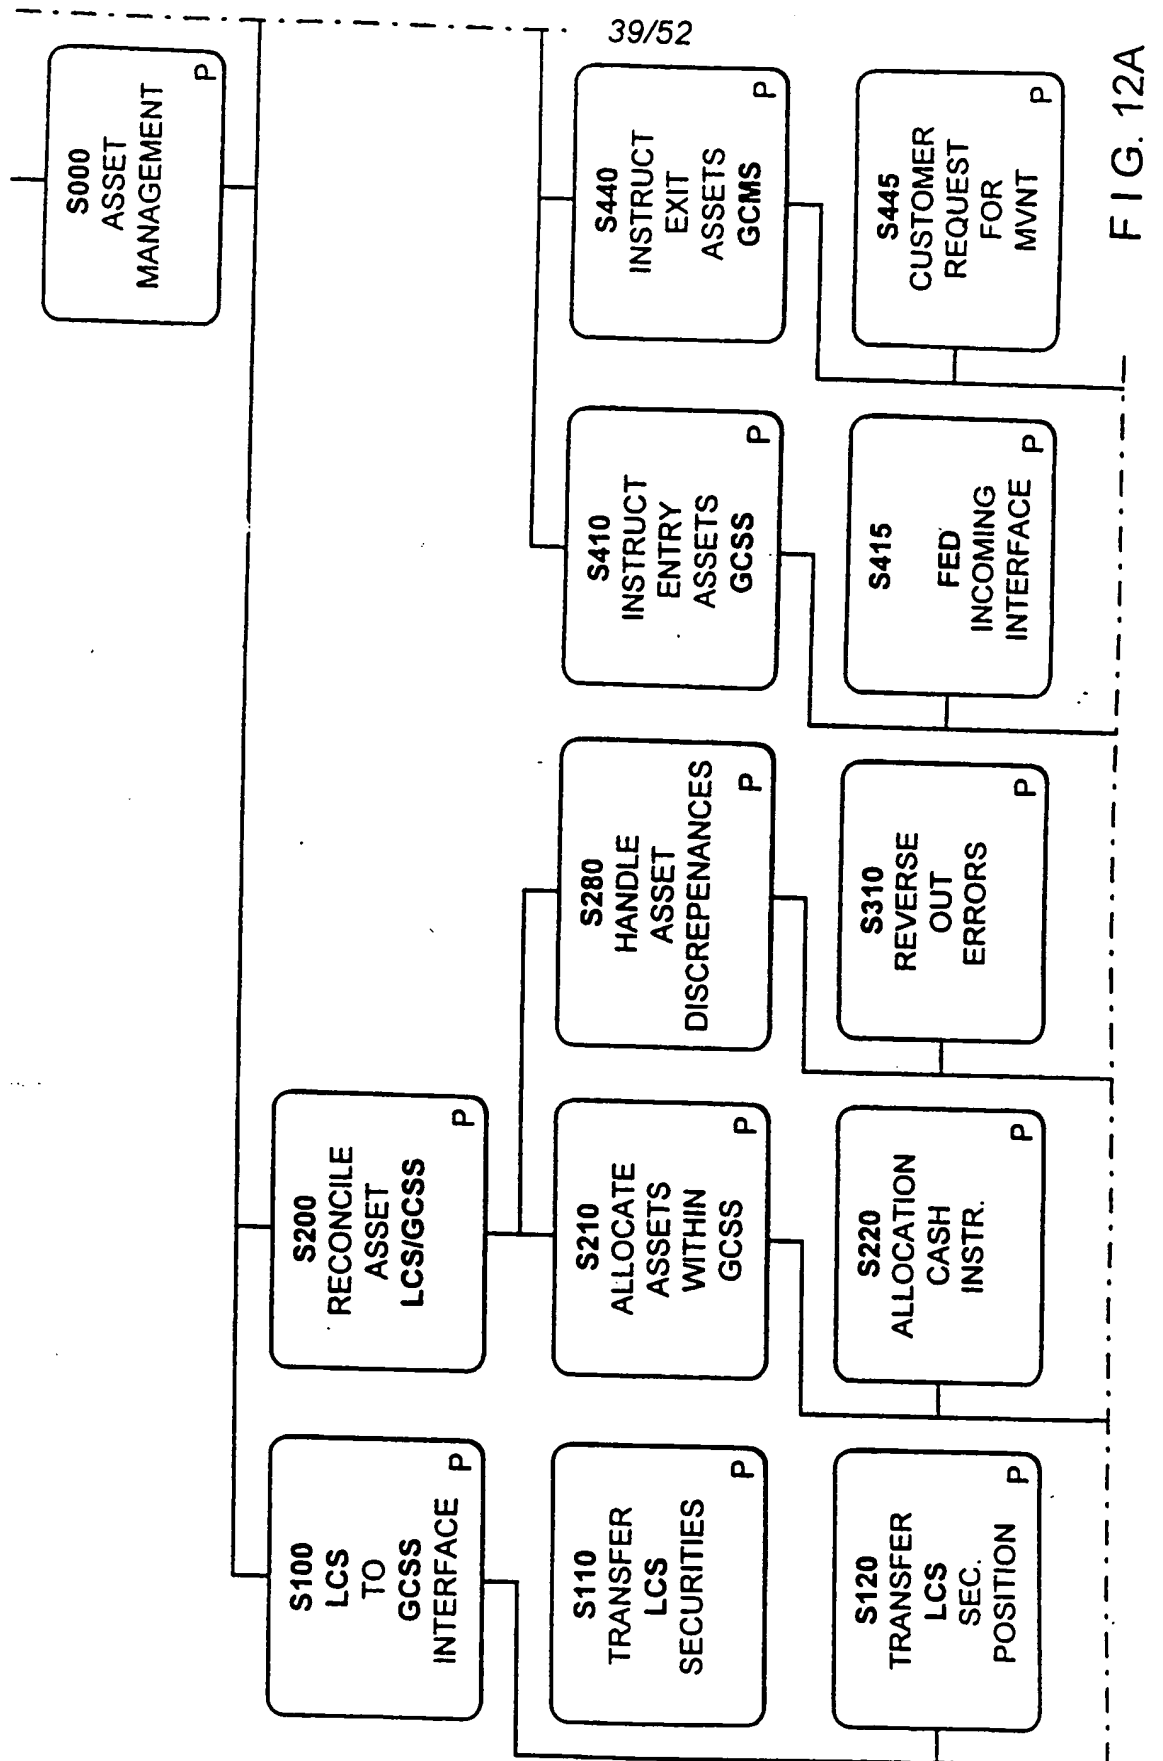 39/52
S000
ASSET
MANAGEMENT
P
S100
LCS
TO
GCSS
INTERFACE
P
S200
RECONCILE
ASSET
LCS/GCSS
P
S110
TRANSFER
LCS
SECURITIES
P
S210
ALLOCATE
ASSETS
WITHIN
GCSS
P
S280
HANDLE
ASSET
DISCREPENANCES
P
S410
INSTRUCT
ENTRY
ASSETS
GCSS
P
S440
INSTRUCT
EXIT
ASSETS
GCMS
P
S120
TRANSFER
LCS
SEC.
POSITION
P
S220
ALLOCATION
CASH
INSTR.
P
S310
REVERSE
OUT
ERRORS
P
S415
FED
INCOMING
INTERFACE
P
S445
CUSTOMER
REQUEST
FOR
MVNT
P
FIG. 12A